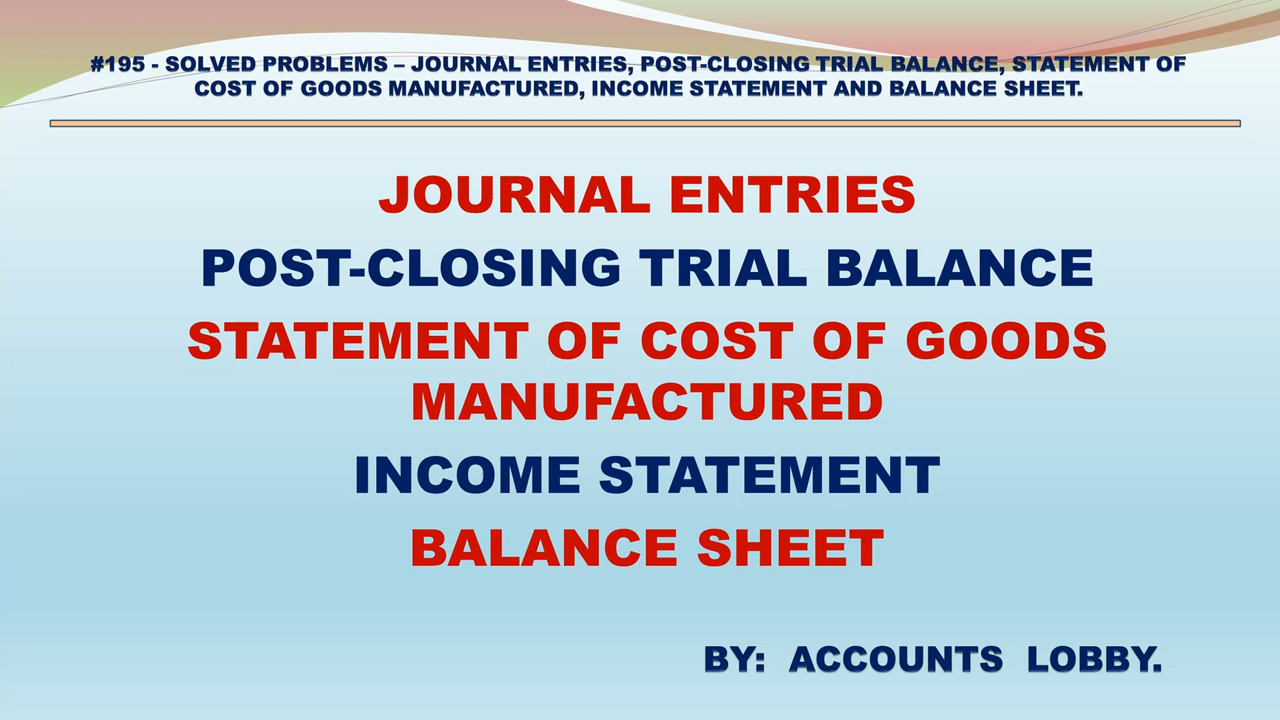 #195 - SOLVED PROBLEMS – JOURNAL ENTRIES, POST-CLOSING TRIAL BALANCE, STATEMENT OF
COST OF GOODS MANUFACTURED, INCOME STATEMENT AND BALANCE SHEET.
JOURNAL ENTRIES
POST-CLOSING TRIAL BALANCE
STATEMENT OF COST OF GOODS
MANUFACTURED
INCOME STATEMENT
BALANCE SHEET
BY: ACCOUNTS LOBBY.